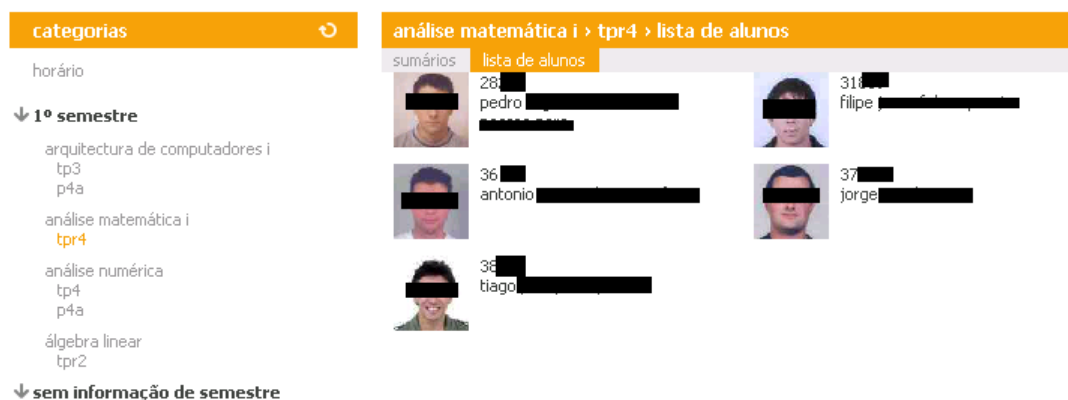 categorias
horário
1º semestre
arquitectura de computadores i
tp3
p4a
análise matemática i
tpr4
análise numérica
tp4
p4a
álgebra linear
tpr2
sem informação de semestre
análise matemática i › tpr4 › lista de alunos
sumários lista de alunos
28
pedro
31
filipe
36
antonio
37
jorge
38
tiago